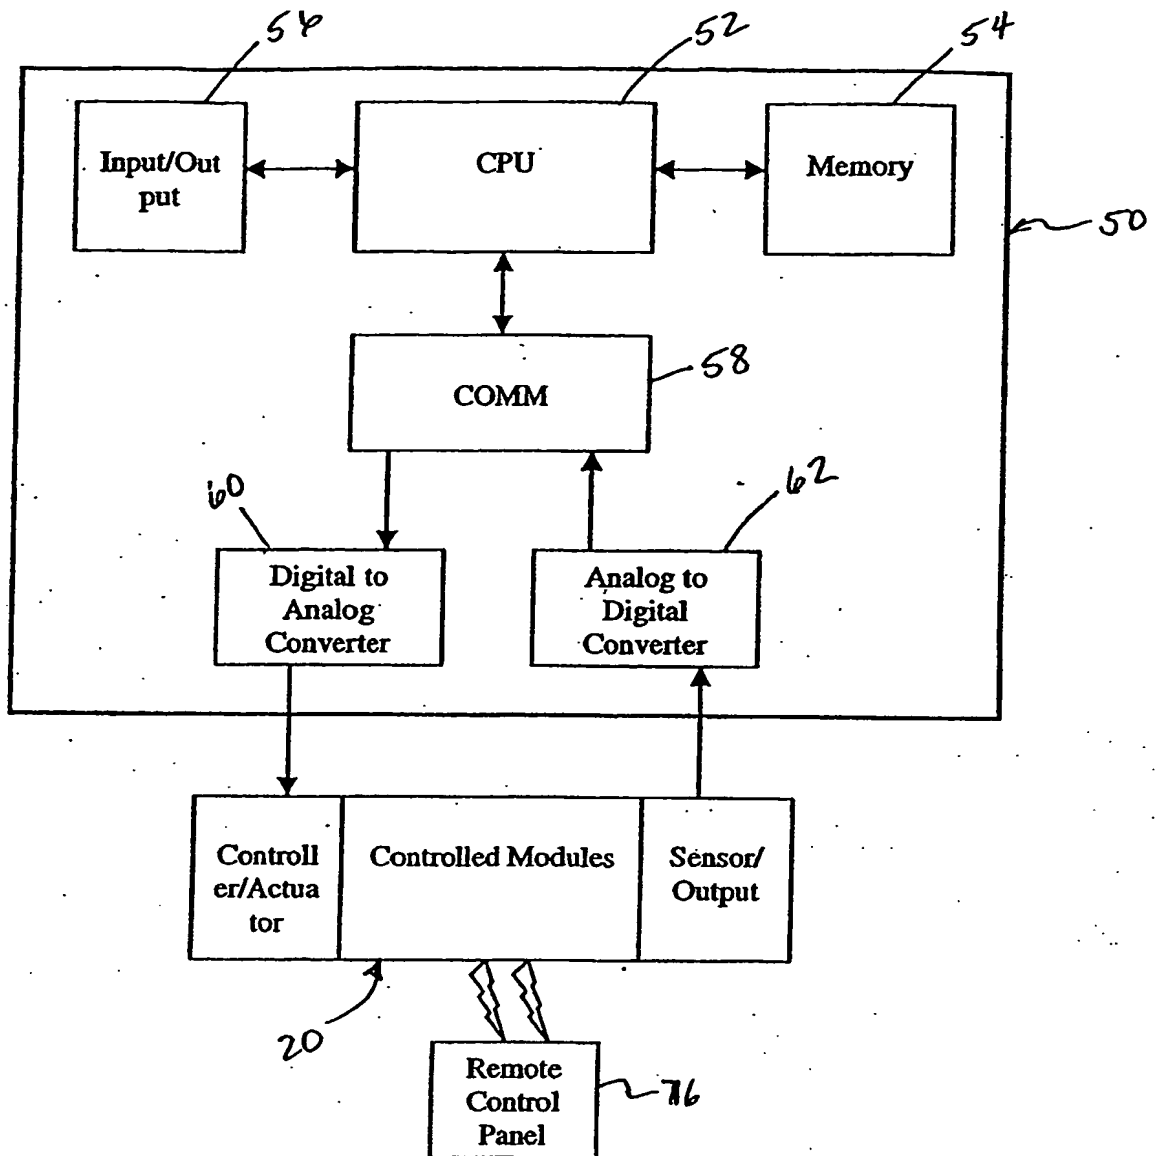 56
52
54
Input/Out
put
CPU
Memory
50
COMM
58
60
62
Digital to
Analog
Converter
Analog to
Digital
Converter
Controll
er/Actua
tor
Controlled Modules
Sensor/
Output
20
Remote
Control
Panel
76